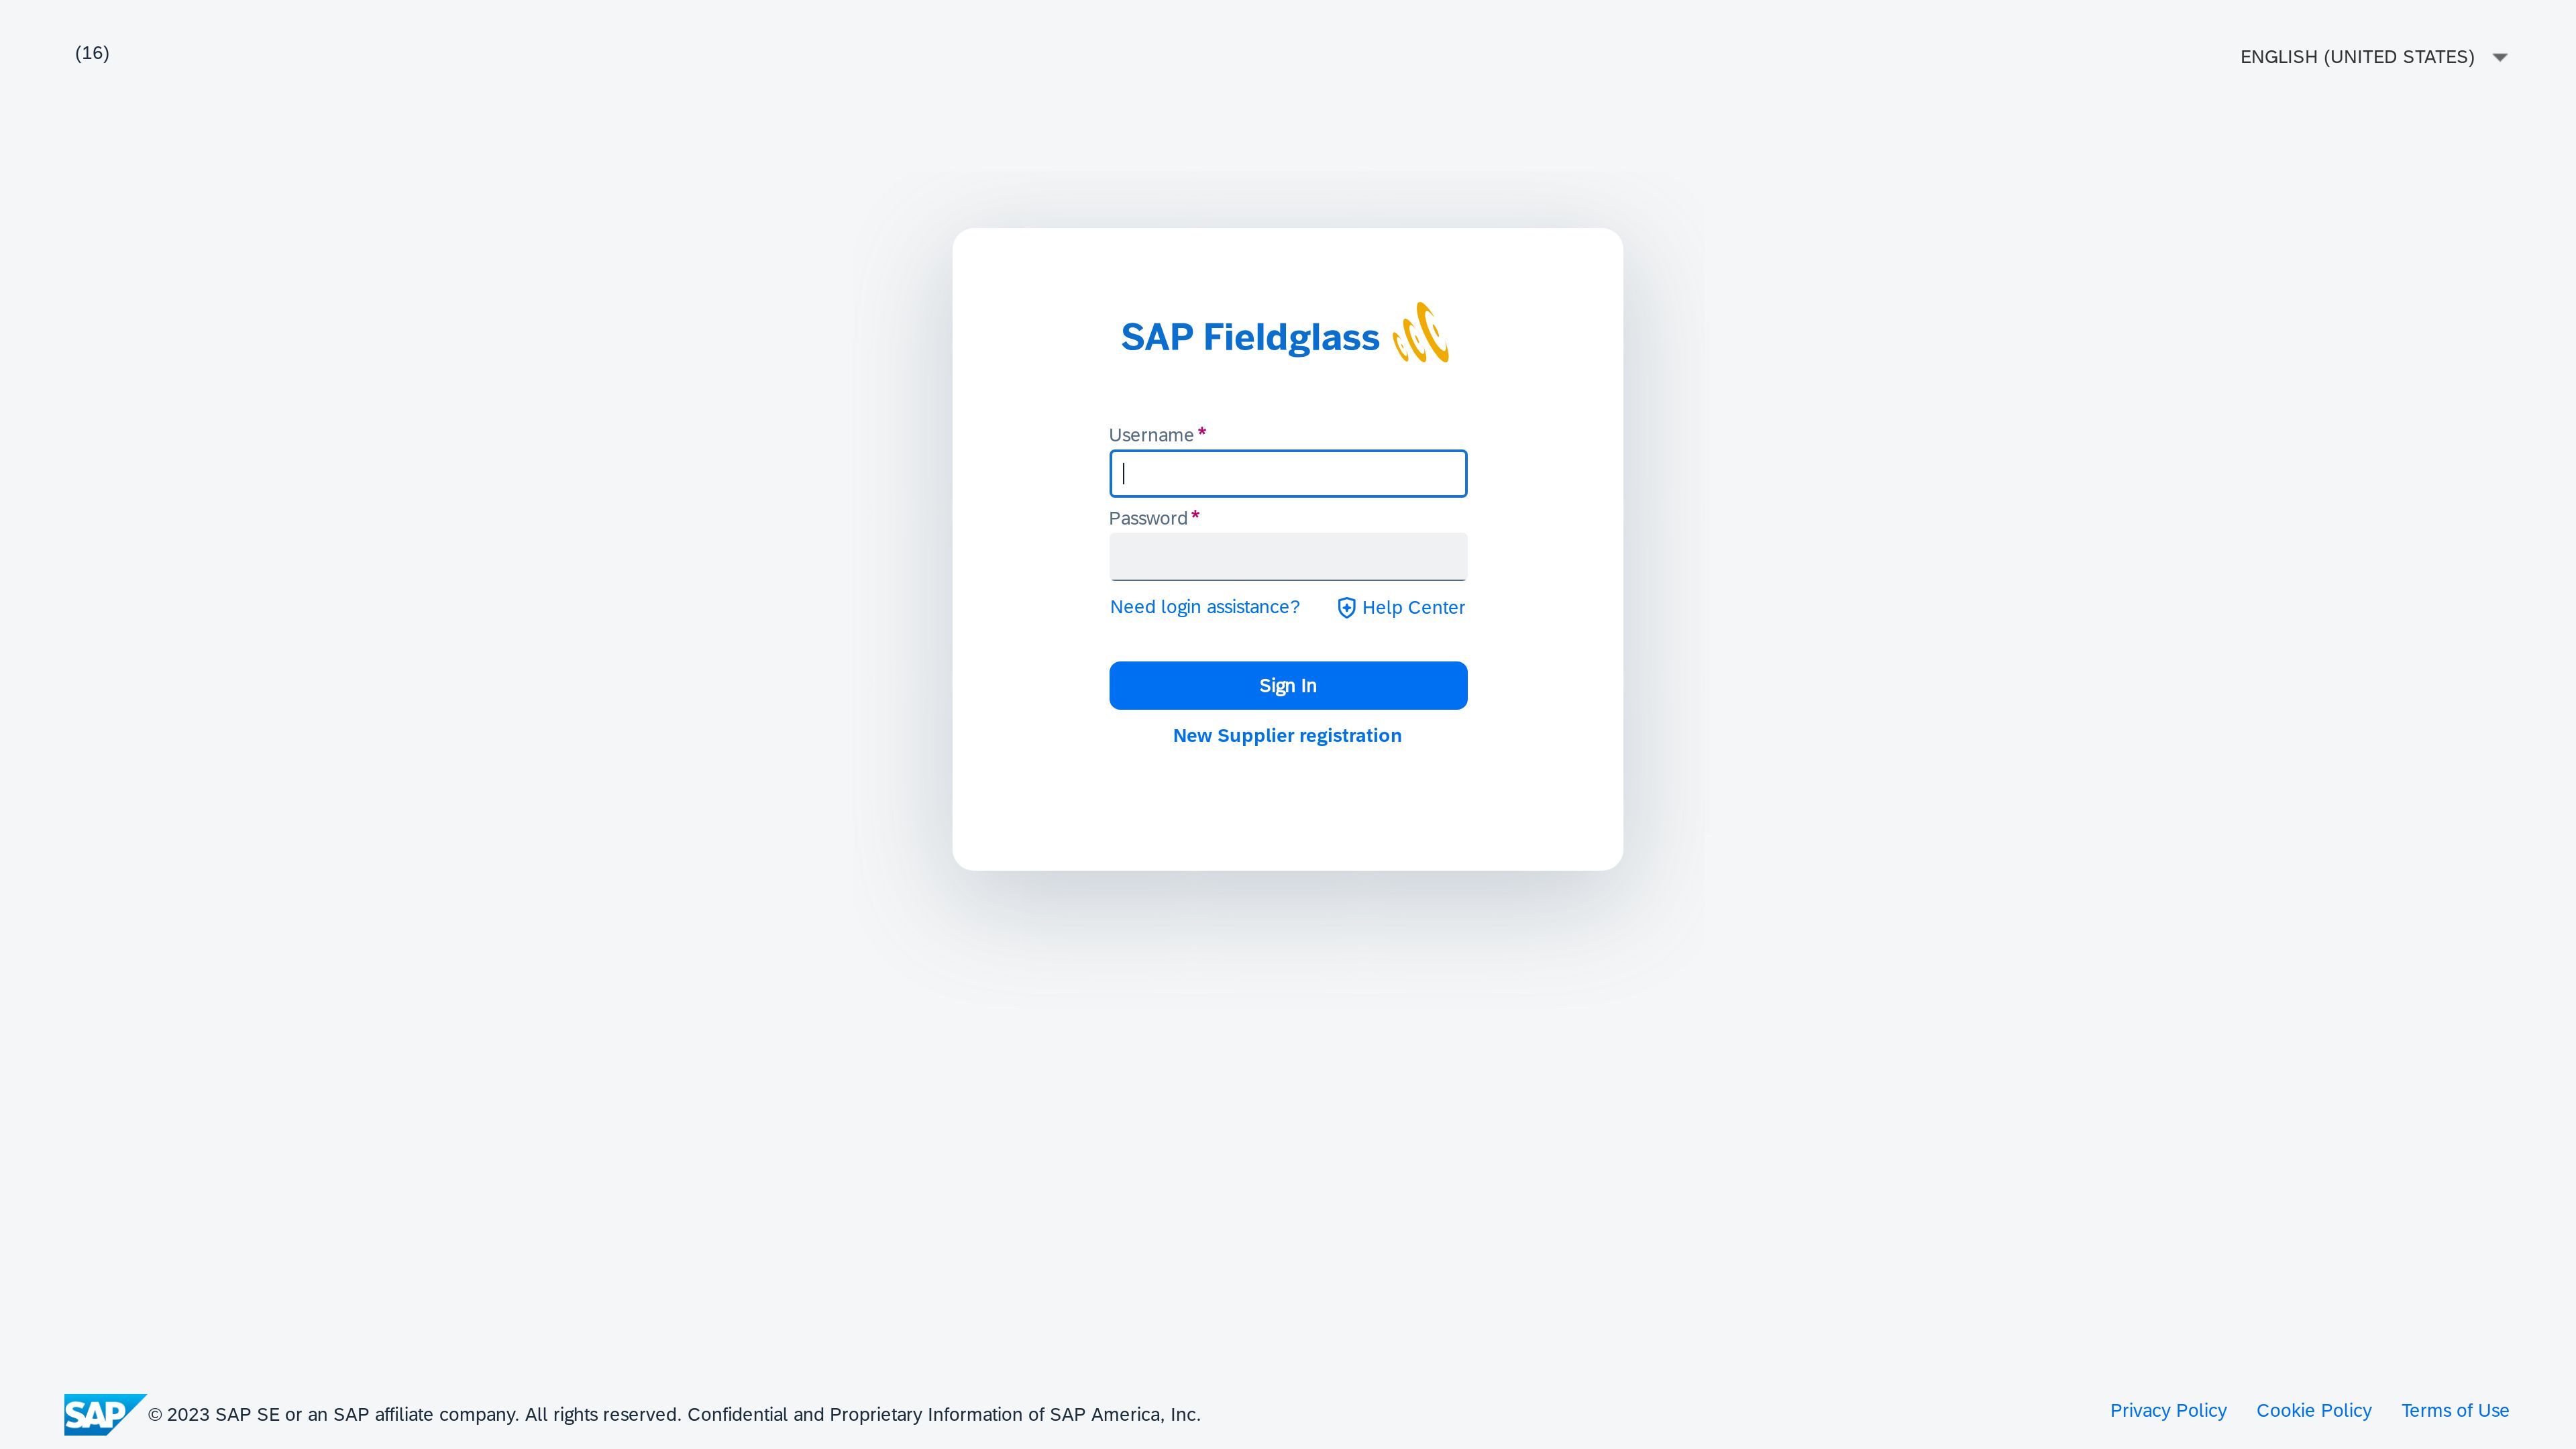 (16)
ENGLISH (UNITED STATES)
SAP Fieldglass
Username *
Password *
Need login assistance?
Help Center
Sign In
New Supplier registration
SAP © 2023 SAP SE or an SAP affiliate company. All rights reserved. Confidential and Proprietary Information of SAP America, Inc.
Privacy Policy Cookie Policy Terms of Use